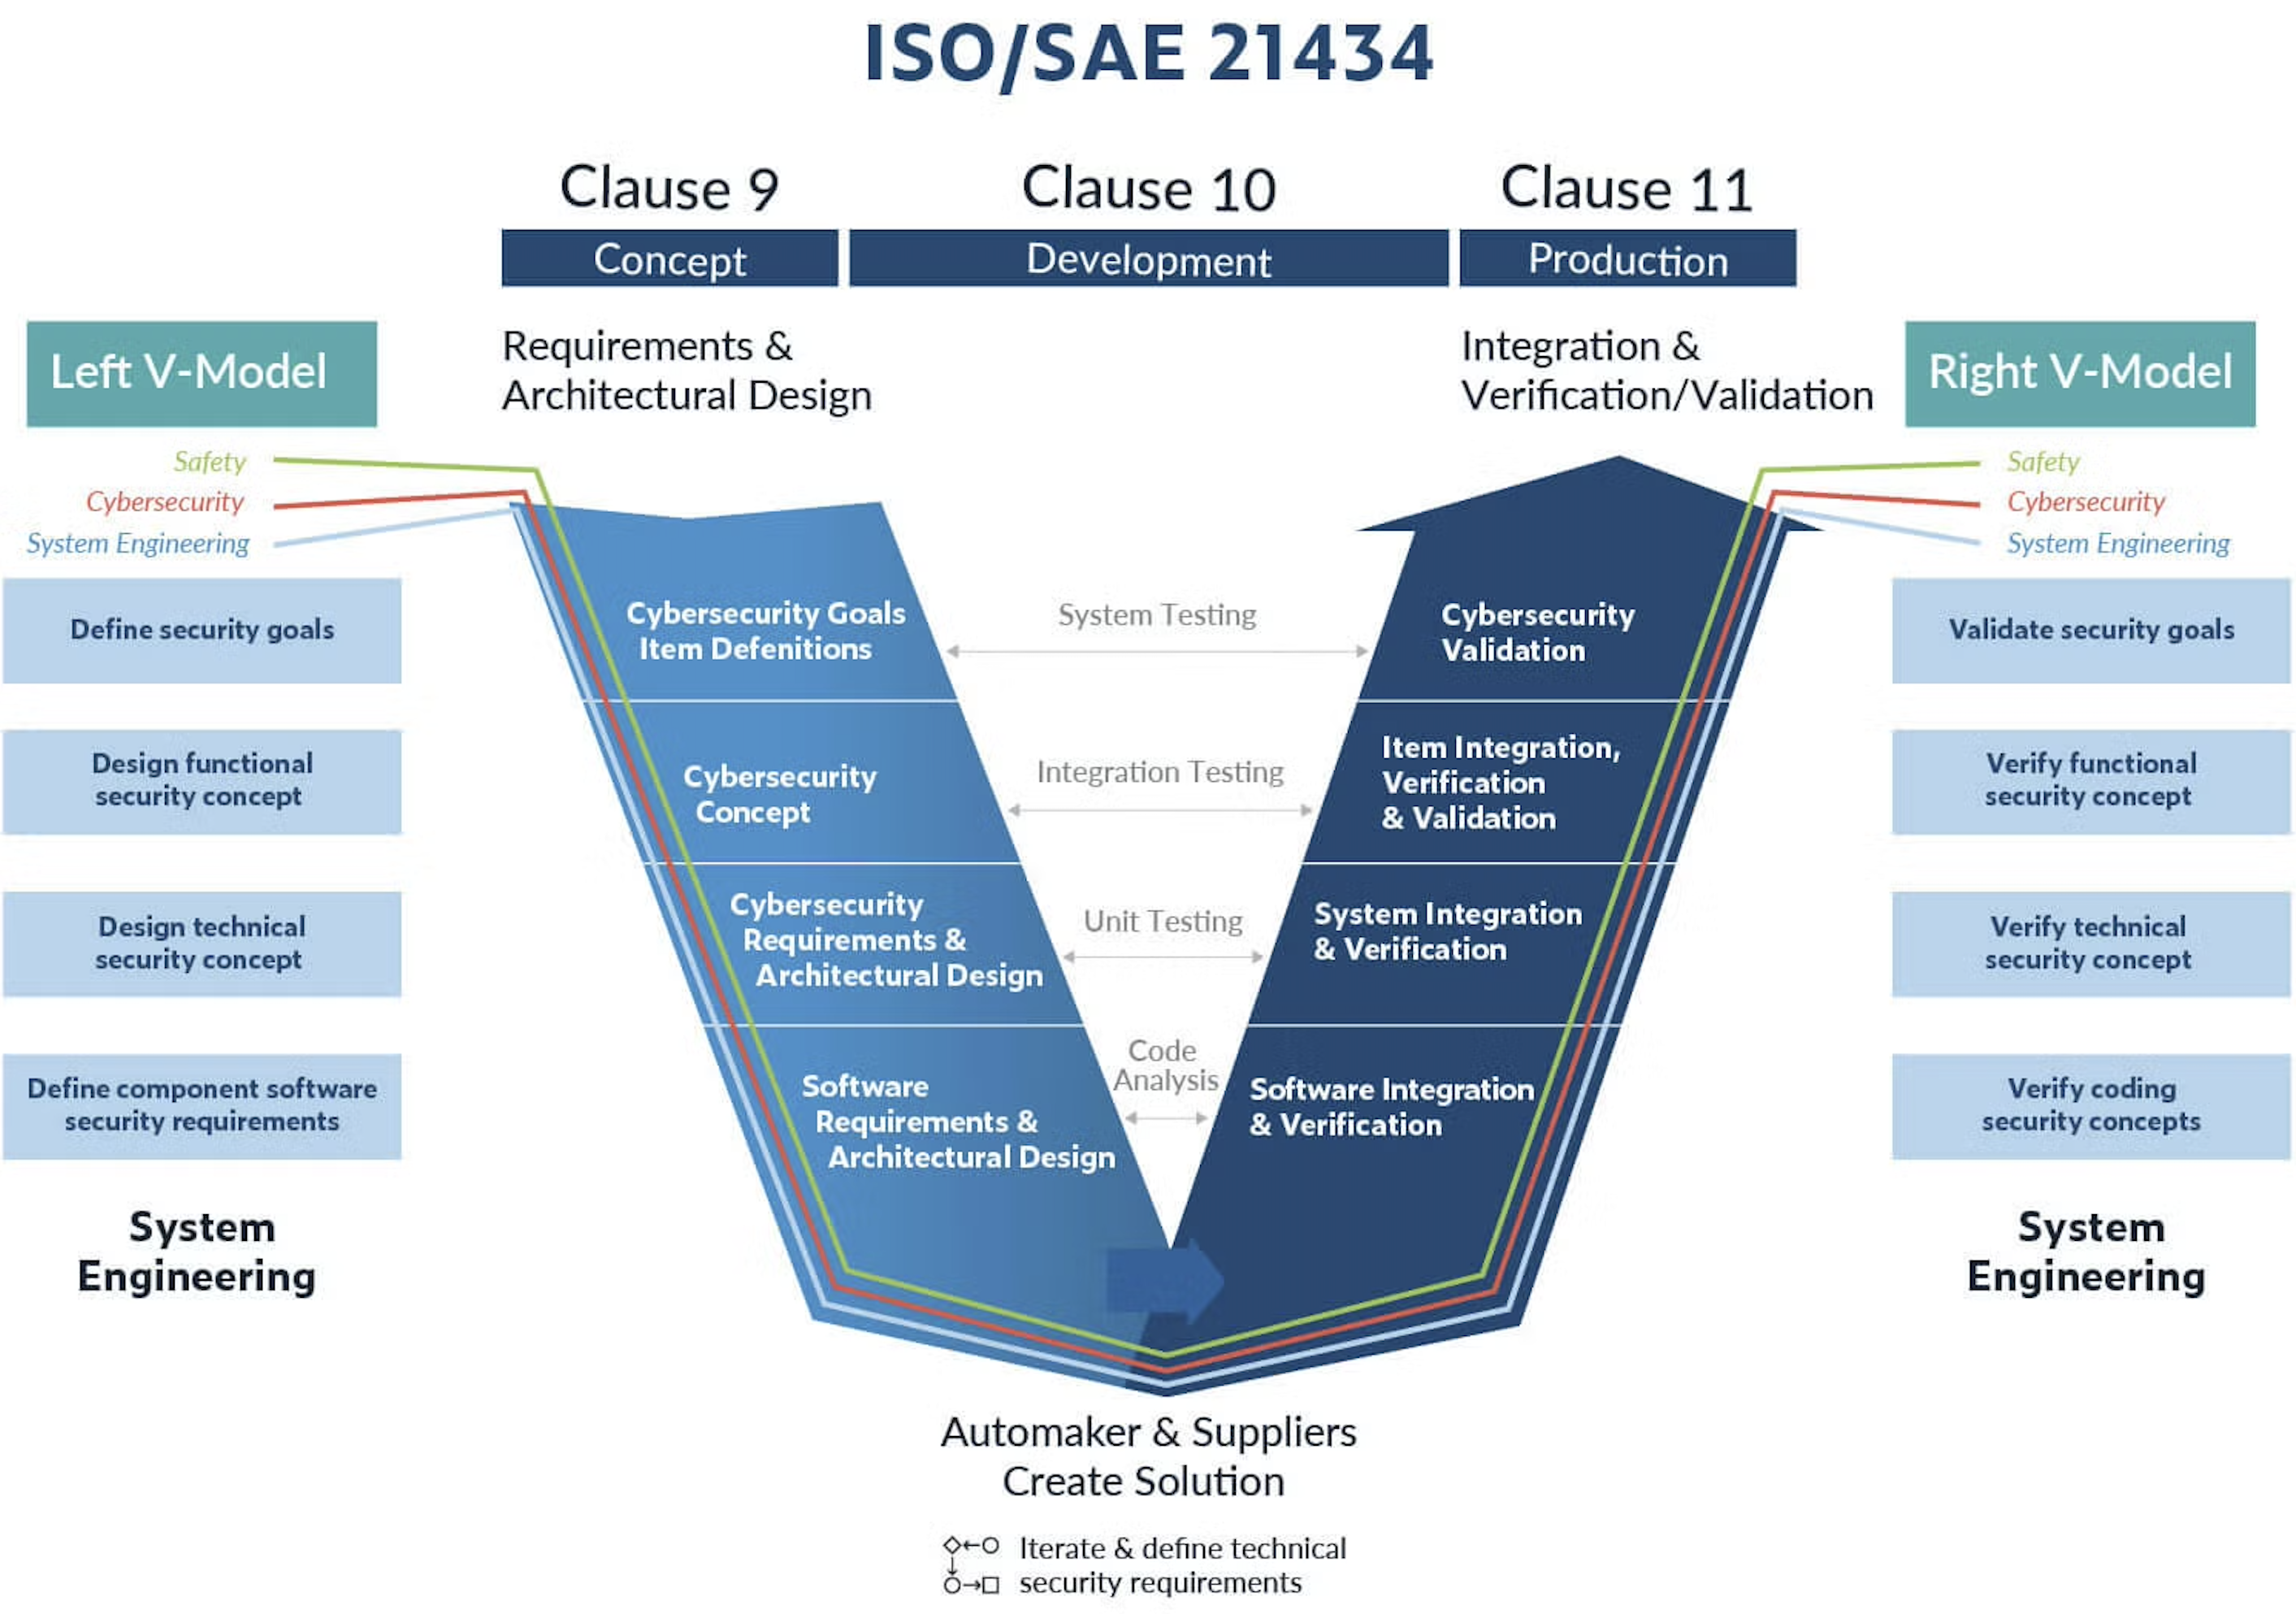 ISO/SAE 21434
Clause 9
Clause 10
Clause 11
Concept
Development
Production
Left V-Model
Requirements &
Architectural Design
Integration &
Verification/Validation
Right V-Model
Safety
Cybersecurity
System Engineering
Safety
Cybersecurity
System Engineering
Define security goals
Cybersecurity Goals
Item Defenitions
System Testing
Cybersecurity
Validation
Validate security goals
Design functional
security concept
Cybersecurity
Concept
Integration Testing
Item Integration,
Verification
& Validation
Verify functional
security concept
Design technical
security concept
Cybersecurity
Requirements &
Architectural Design
Unit Testing
System Integration
& Verification
Verify technical
security concept
Define component software
security requirements
Software
Requirements &
Architectural Design
Code
Analysis
Software Integration
& Verification
Verify coding
security concepts
System
Engineering
System
Engineering
Automaker & Suppliers
Create Solution
Iterate & define technical
security requirements